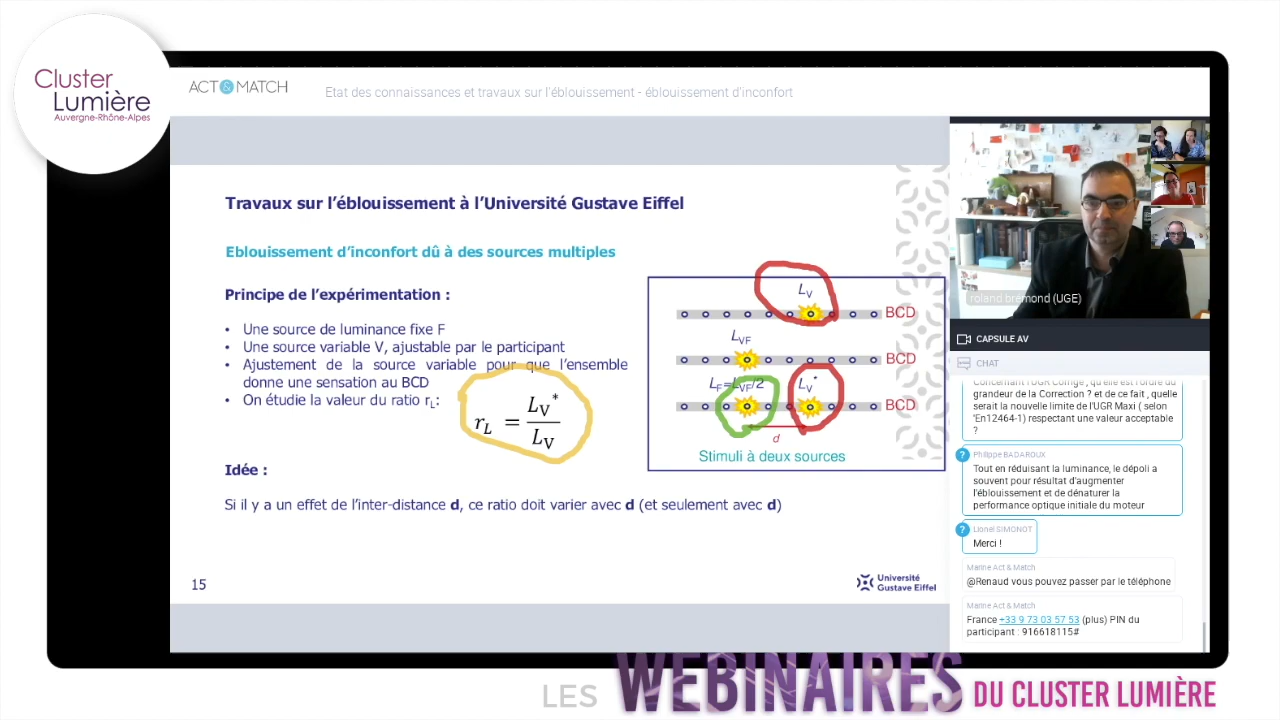 Cluster
Lumière
Auvergne-Rhône-Alpes
ACT & MATCH
Etat des connaissances et travaux sur l'éblouissement - éblouissement d'inconfort
Travaux sur l'éblouissement à l'Université Gustave Eiffel
Eblouissement d'inconfort dû à des sources multiples
Principe de l'expérimentation :
• Une source de luminance fixe F
• Une source variable V, ajustable par le participant
• Ajustement de la source variable pour que l'ensemble
donne une sensation au BCD
• On étudie la valeur du ratio rL:
rL = LV* / LV
Idée :
Si il y a un effet de l'inter-distance d, ce ratio doit varier avec d (et seulement avec d)
LV
BCD
LVF
BCD
LF=LVF/2
LV*
BCD
d
Stimuli à deux sources
15
Université
Gustave Eiffel
roland.brémond (UGE)
CAPSULE AV
CHAT
Concernant l'UGR Corrigé , qu'elle est l'ordre du
grandeur de la Correction ? et de ce fait , quelle
serait la nouvelle limite de l'UGR Maxi ( selon
'En12464-1) respectant une valeur acceptable
?
Philippe BADAROUX
Tout en réduisant la luminance, le dépoli a
souvent pour résultat d'augmenter
l'éblouissement et de dénaturer la
performance optique initiale du moteur
Lionel SIMONOT
Merci !
Marine Act & Match
@Renaud vous pouvez passer par le téléphone
Marine Act & Match
France +33 9 73 03 57 53 (plus) PIN du
participant : 916618115#
LES WEBINAIRES DU CLUSTER LUMIÈRE